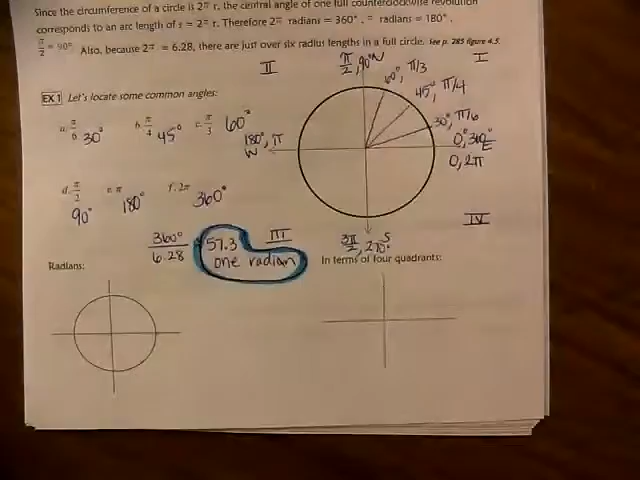 Since the circumference of a circle is 2π r, the central angle of one full counterclockwise revolution
corresponds to an arc length of s = 2π r. Therefore 2π radians = 360°, π radians = 180°,
π/2 = 90° Also, because 2π ≈ 6.28, there are just over six radius lengths in a full circle. See p. 285 figure 4.5.
II
π/2, 90° N
I
60°, π/3
EX 1 Let's locate some common angles:
45°, π/4
a. π/6 30° b. π/4 45° c. π/3 60°
30°, π/6
180°, π
W
0°, 360°
E
0, 2π
d. π/2 90° e. π 180° f. 2π 360°
IV
360°/6.28 57.3
one radian
III
3π/2, 270° S
Radians:
In terms of four quadrants: